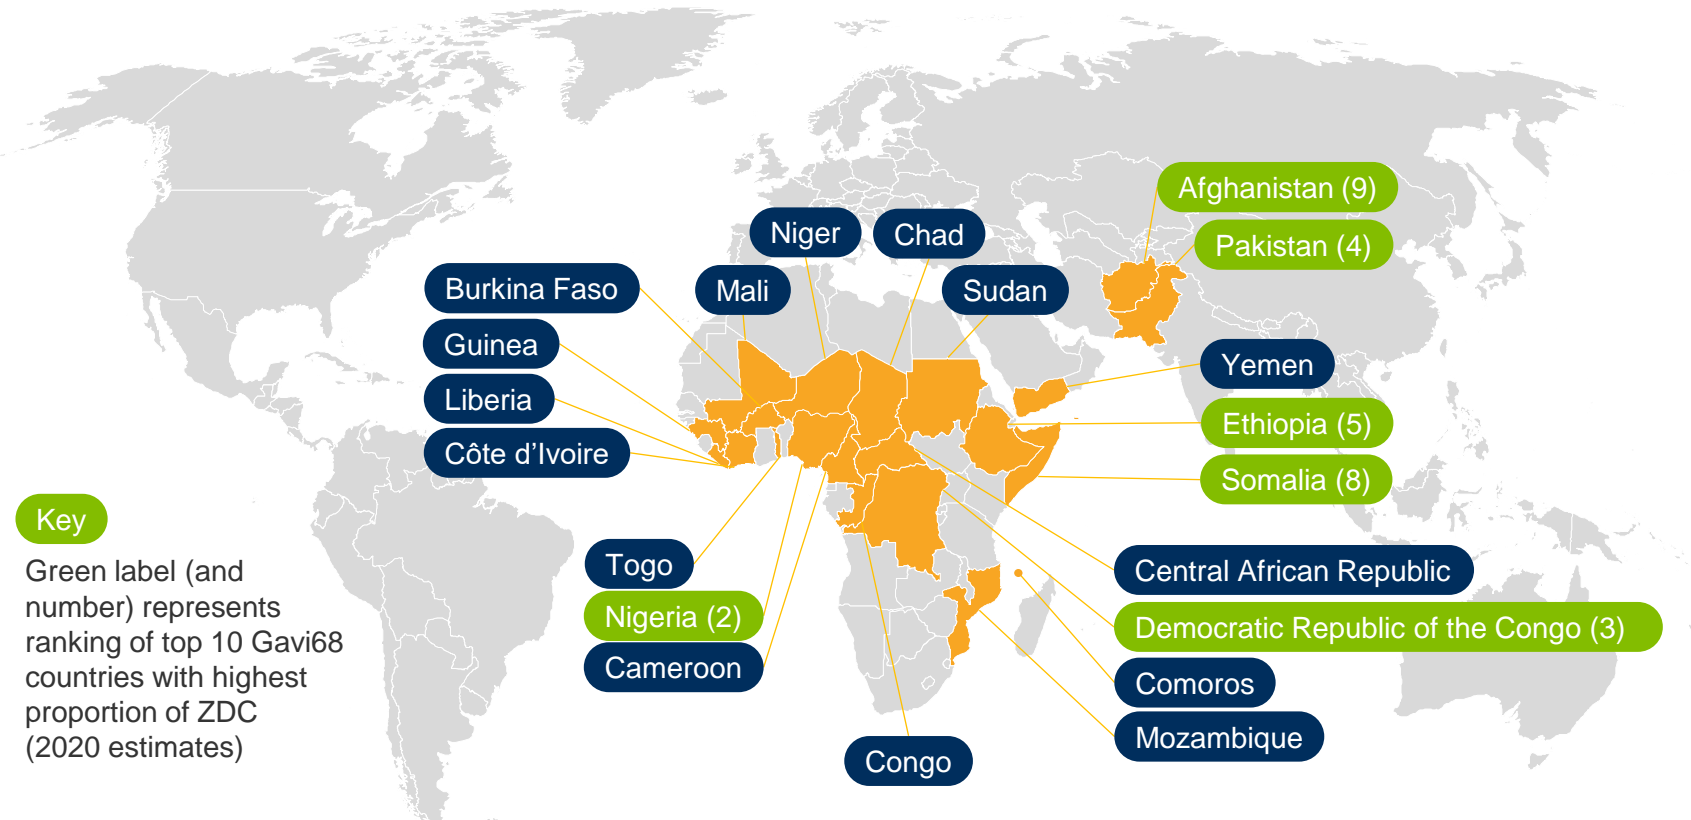 Afghanistan (9)
Pakistan (4)
Niger
Chad
Burkina Faso
Mali
Sudan
Guinea
Yemen
Liberia
Ethiopia (5)
Côte d’Ivoire
Somalia (8)
Key
Green label (and
number) represents
ranking of top 10 Gavi68
countries with highest
proportion of ZDC
(2020 estimates)
Togo
Nigeria (2)
Cameroon
Central African Republic
Democratic Republic of the Congo (3)
Comoros
Mozambique
Congo